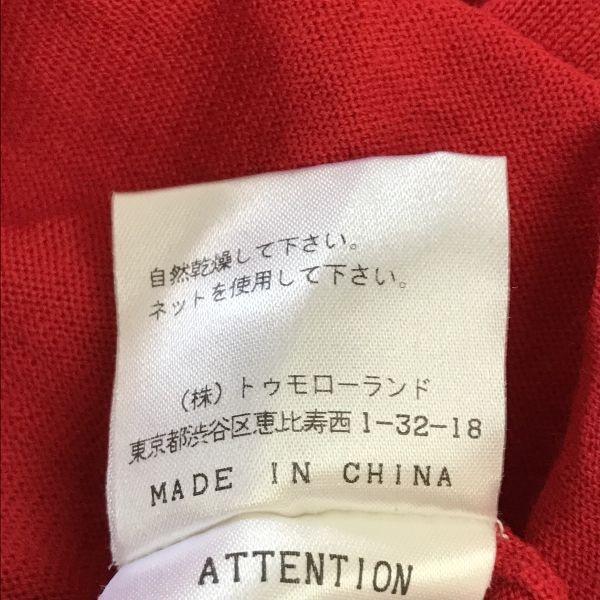 自然乾燥して下さい。
ネットを使用して下さい。
(株)トゥモローランド
東京都渋谷区恵比寿西1-32-18
MADE IN CHINA
ATTENTION